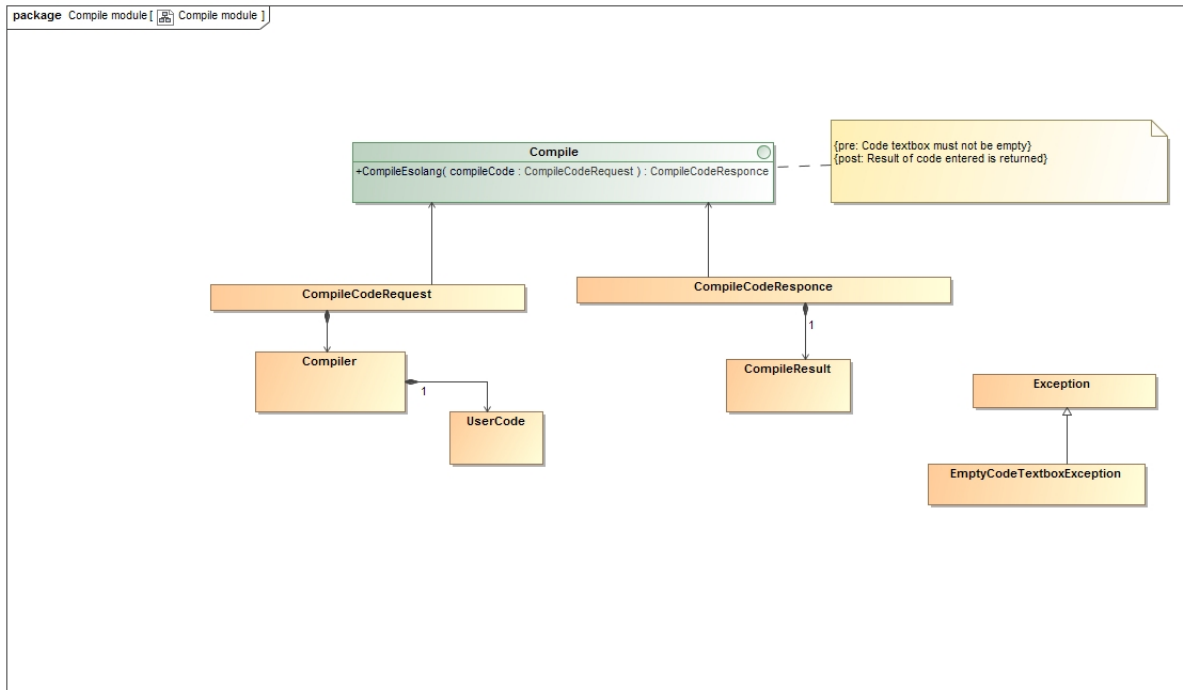 package Compile module [ Compile module ]
Compile
+CompileEsolang( compileCode : CompileCodeRequest ) : CompileCodeResponce
{pre: Code textbox must not be empty}
{post: Result of code entered is returned}
CompileCodeRequest
CompileCodeResponce
1
Compiler
CompileResult
1
UserCode
Exception
EmptyCodeTextboxException